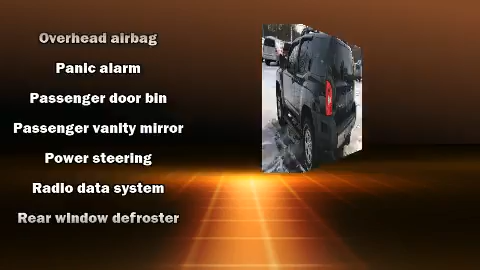 Overhead airbag
Panic alarm
Passenger door bin
Passenger vanity mirror
Power steering
Radio data system
Rear window defroster